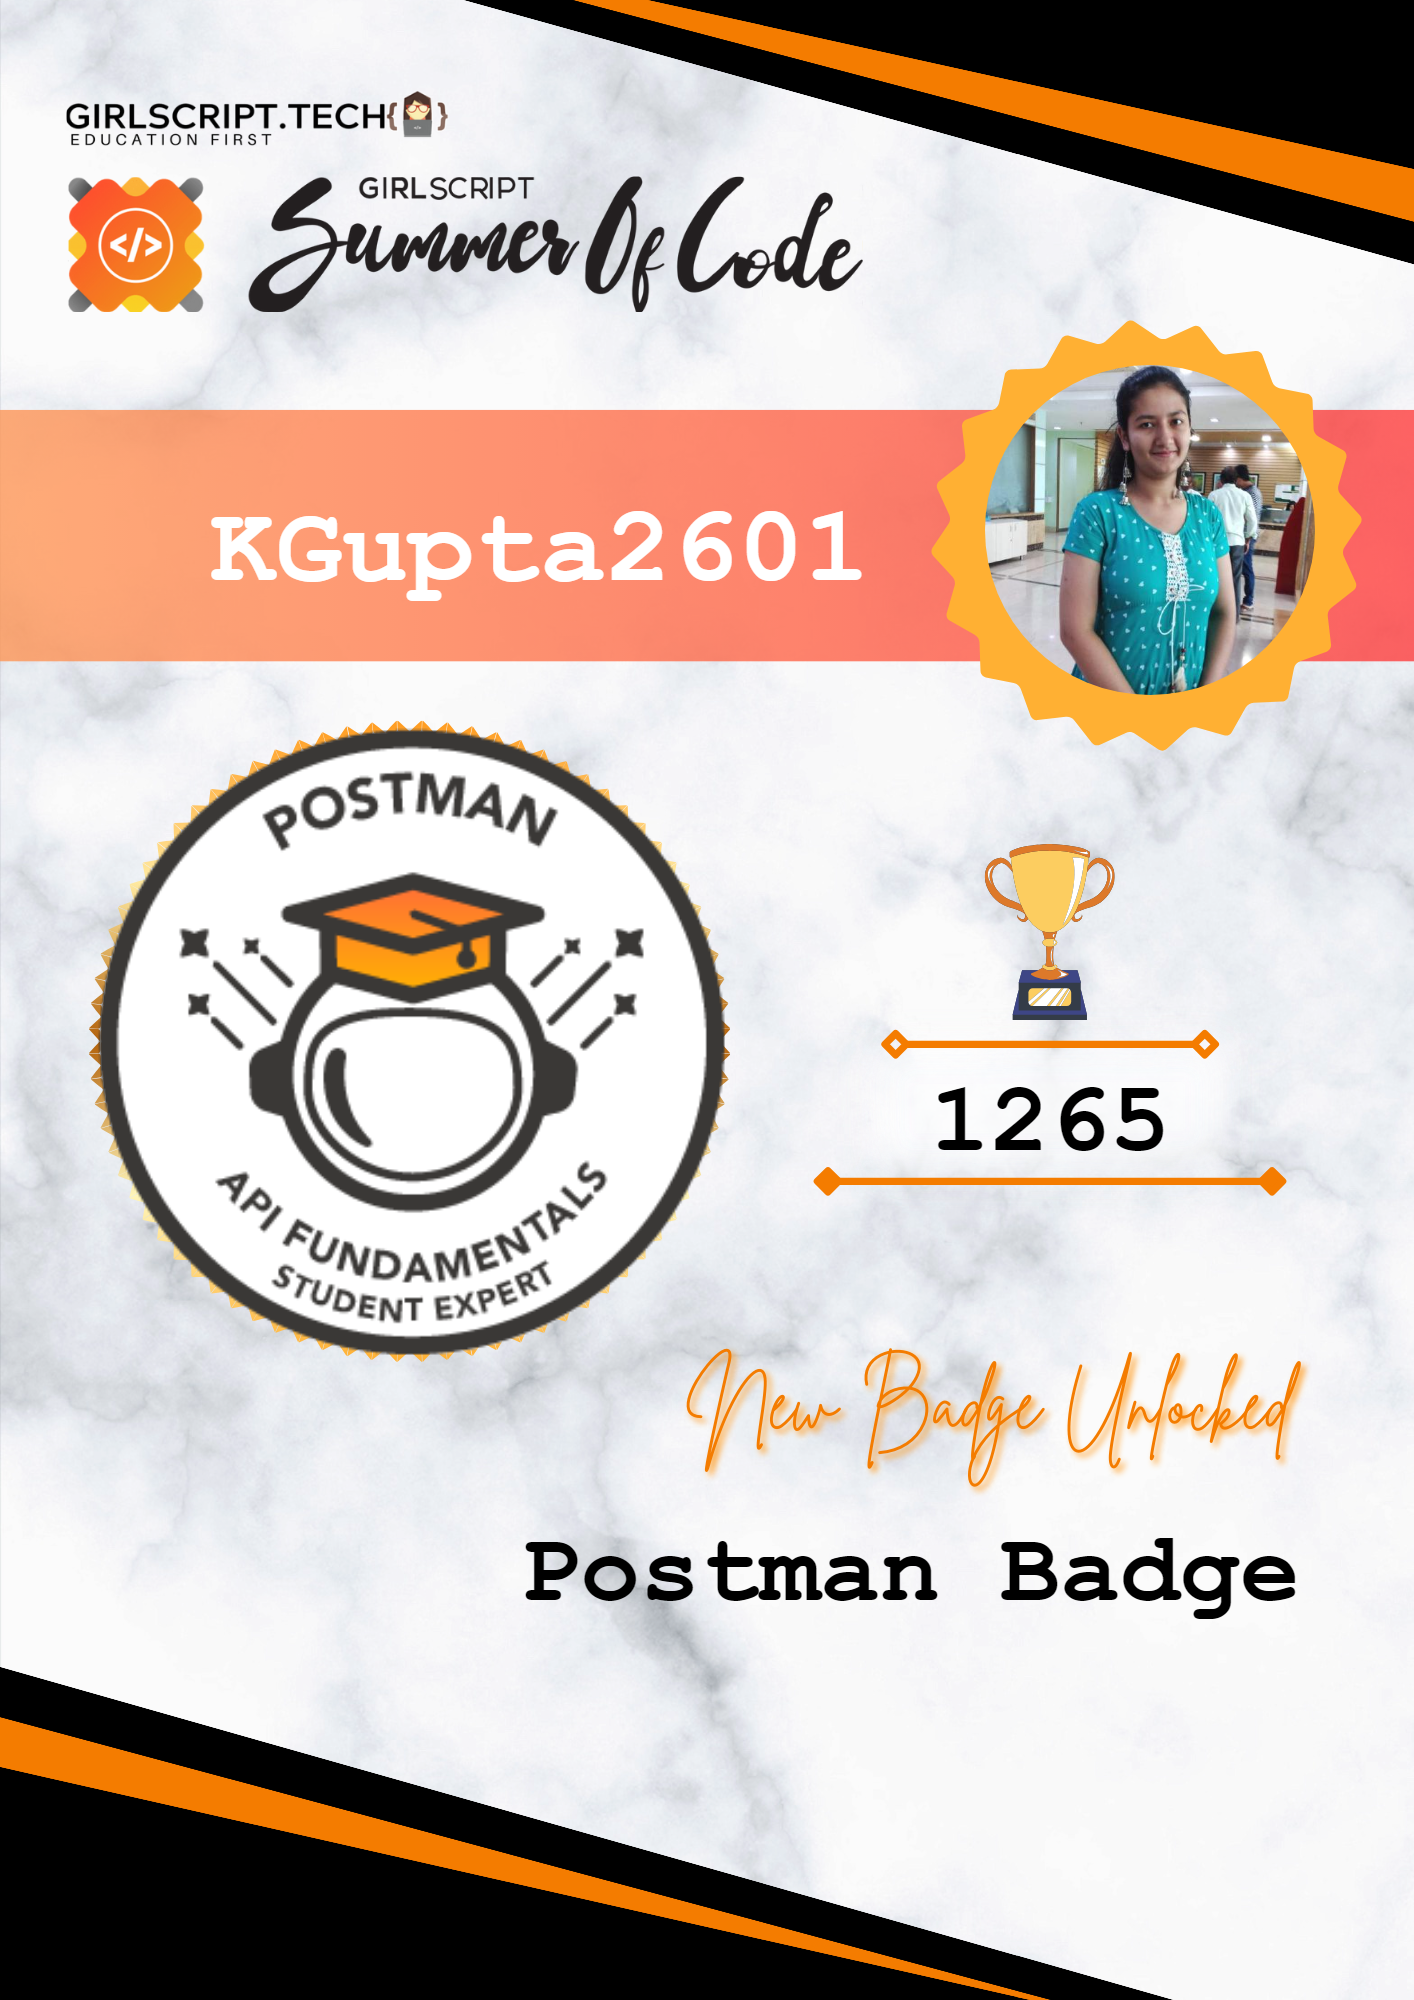 GIRLSCRIPT.TECH{ }
EDUCATION FIRST
GIRLSCRIPT
Summer Of Code
</>
KGupta2601
POSTMAN
API FUNDAMENTALS
STUDENT EXPERT
1265
New Badge Unlocked
Postman Badge